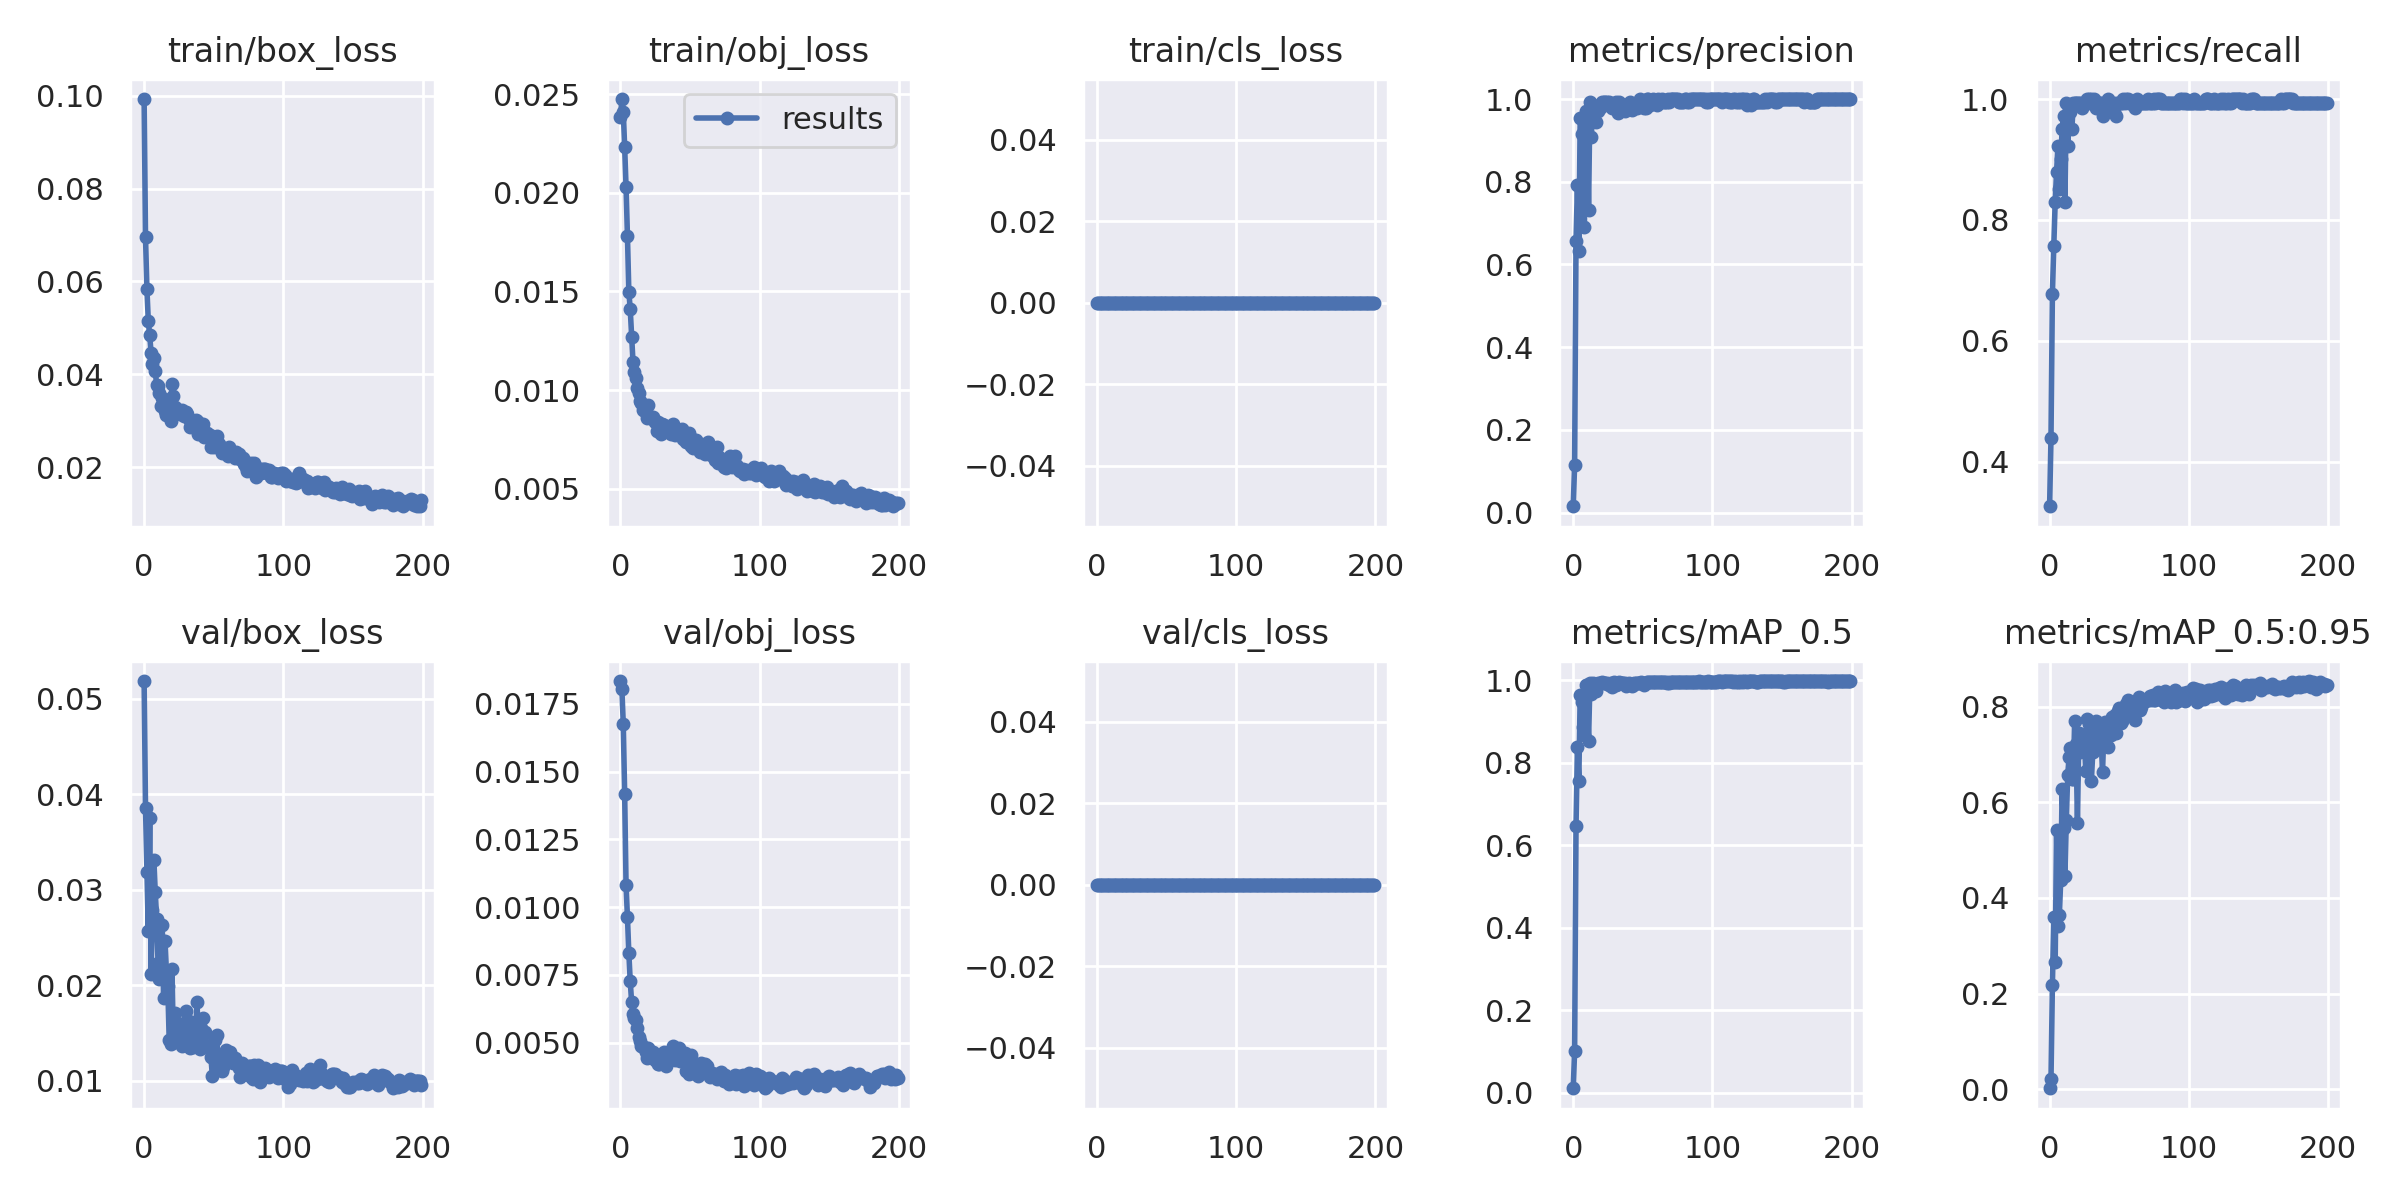 train/box_loss
0.10
0.08
0.06
0.04
0.02
0 100 200
train/obj_loss
results
0.025
0.020
0.015
0.010
0.005
0 100 200
train/cls_loss
0.04
0.02
0.00
−0.02
−0.04
0 100 200
metrics/precision
1.0
0.8
0.6
0.4
0.2
0.0
0 100 200
metrics/recall
1.0
0.8
0.6
0.4
0 100 200
val/box_loss
0.05
0.04
0.03
0.02
0.01
0 100 200
val/obj_loss
0.0175
0.0150
0.0125
0.0100
0.0075
0.0050
0 100 200
val/cls_loss
0.04
0.02
0.00
−0.02
−0.04
0 100 200
metrics/mAP_0.5
1.0
0.8
0.6
0.4
0.2
0.0
0 100 200
metrics/mAP_0.5:0.95
0.8
0.6
0.4
0.2
0.0
0 100 200